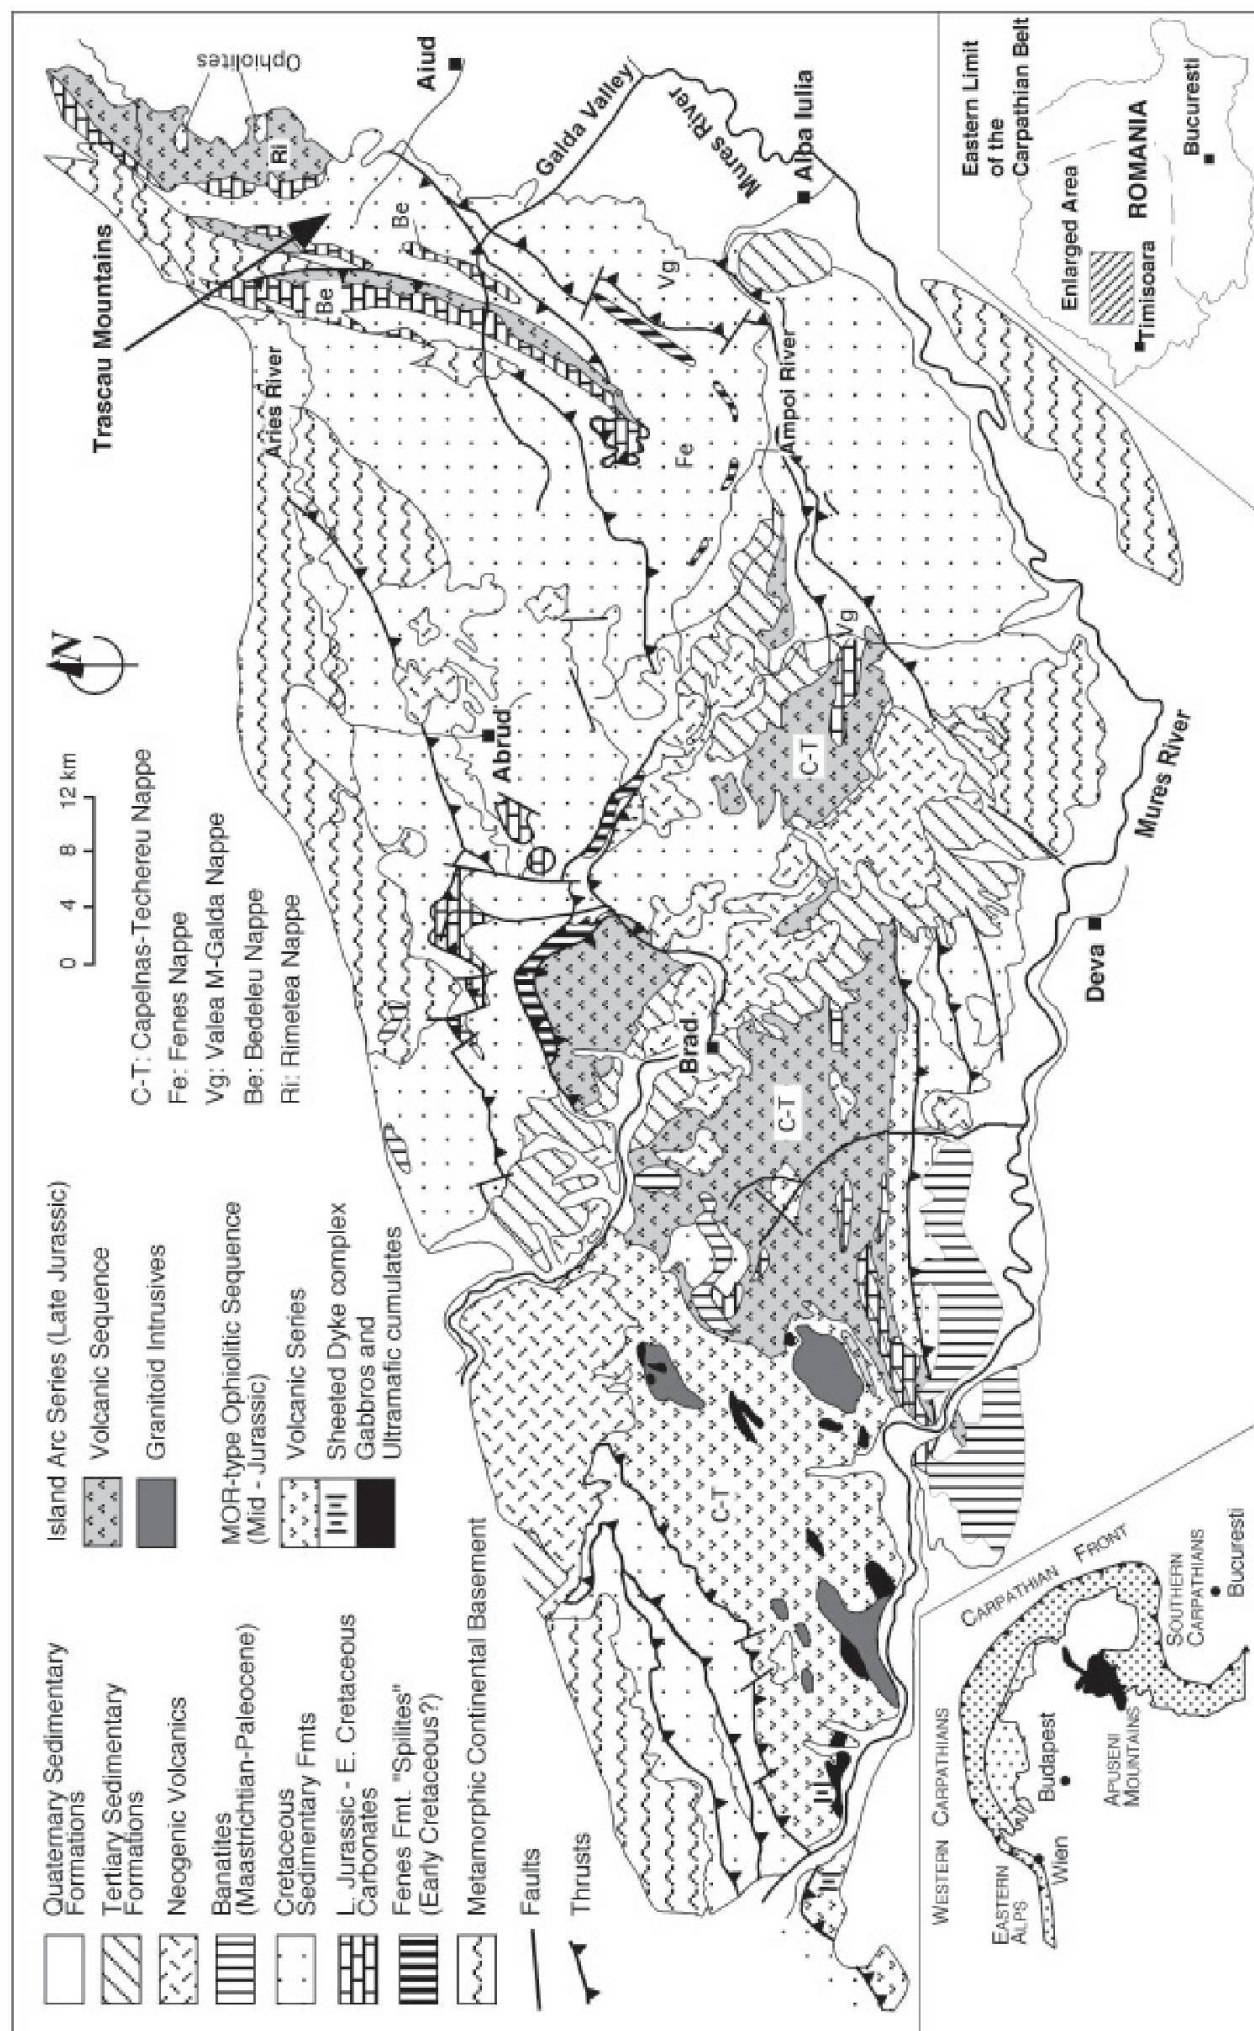 Quaternary Sedimentary
Formations
Tertiary Sedimentary
Formations
Neogenic Volcanics
Banatites
(Maastrichtian-Paleocene)
Cretaceous
Sedimentary Fmts
L. Jurassic - E. Cretaceous
Carbonates
Fenes Fmt. "Spilites"
(Early Cretaceous?)
Metamorphic Continental Basement
Faults
Thrusts
Island Arc Series (Late Jurassic)
Volcanic Sequence
Granitoid Intrusives
MOR-type Ophiolitic Sequence
(Mid - Jurassic)
Volcanic Series
Sheeted Dyke complex
Gabbros and
Ultramafic cumulates
0 4 8 12 km
N
C-T: Capelnas-Techereu Nappe
Fe: Fenes Nappe
Vg: Valea M-Galda Nappe
Be: Bedeleu Nappe
Ri: Rimetea Nappe
Trascau Mountains
Ophiolites
Ri
Aiud
Aries River
Be
Be
Galda Valley
Mures River
Alba Iulia
Vg
Fe
Ampoi River
Abrud
Vg
C-T
Brad
C-T
C-T
Deva
Mures River
WESTERN CARPATHIANS
CARPATHIAN FRONT
EASTERN
ALPS
Wien
Budapest
APUSENI
MOUNTAINS
SOUTHERN
CARPATHIANS
Bucuresti
Eastern Limit
of the
Carpathian Belt
Enlarged Area
Timisoara
ROMANIA
Bucuresti